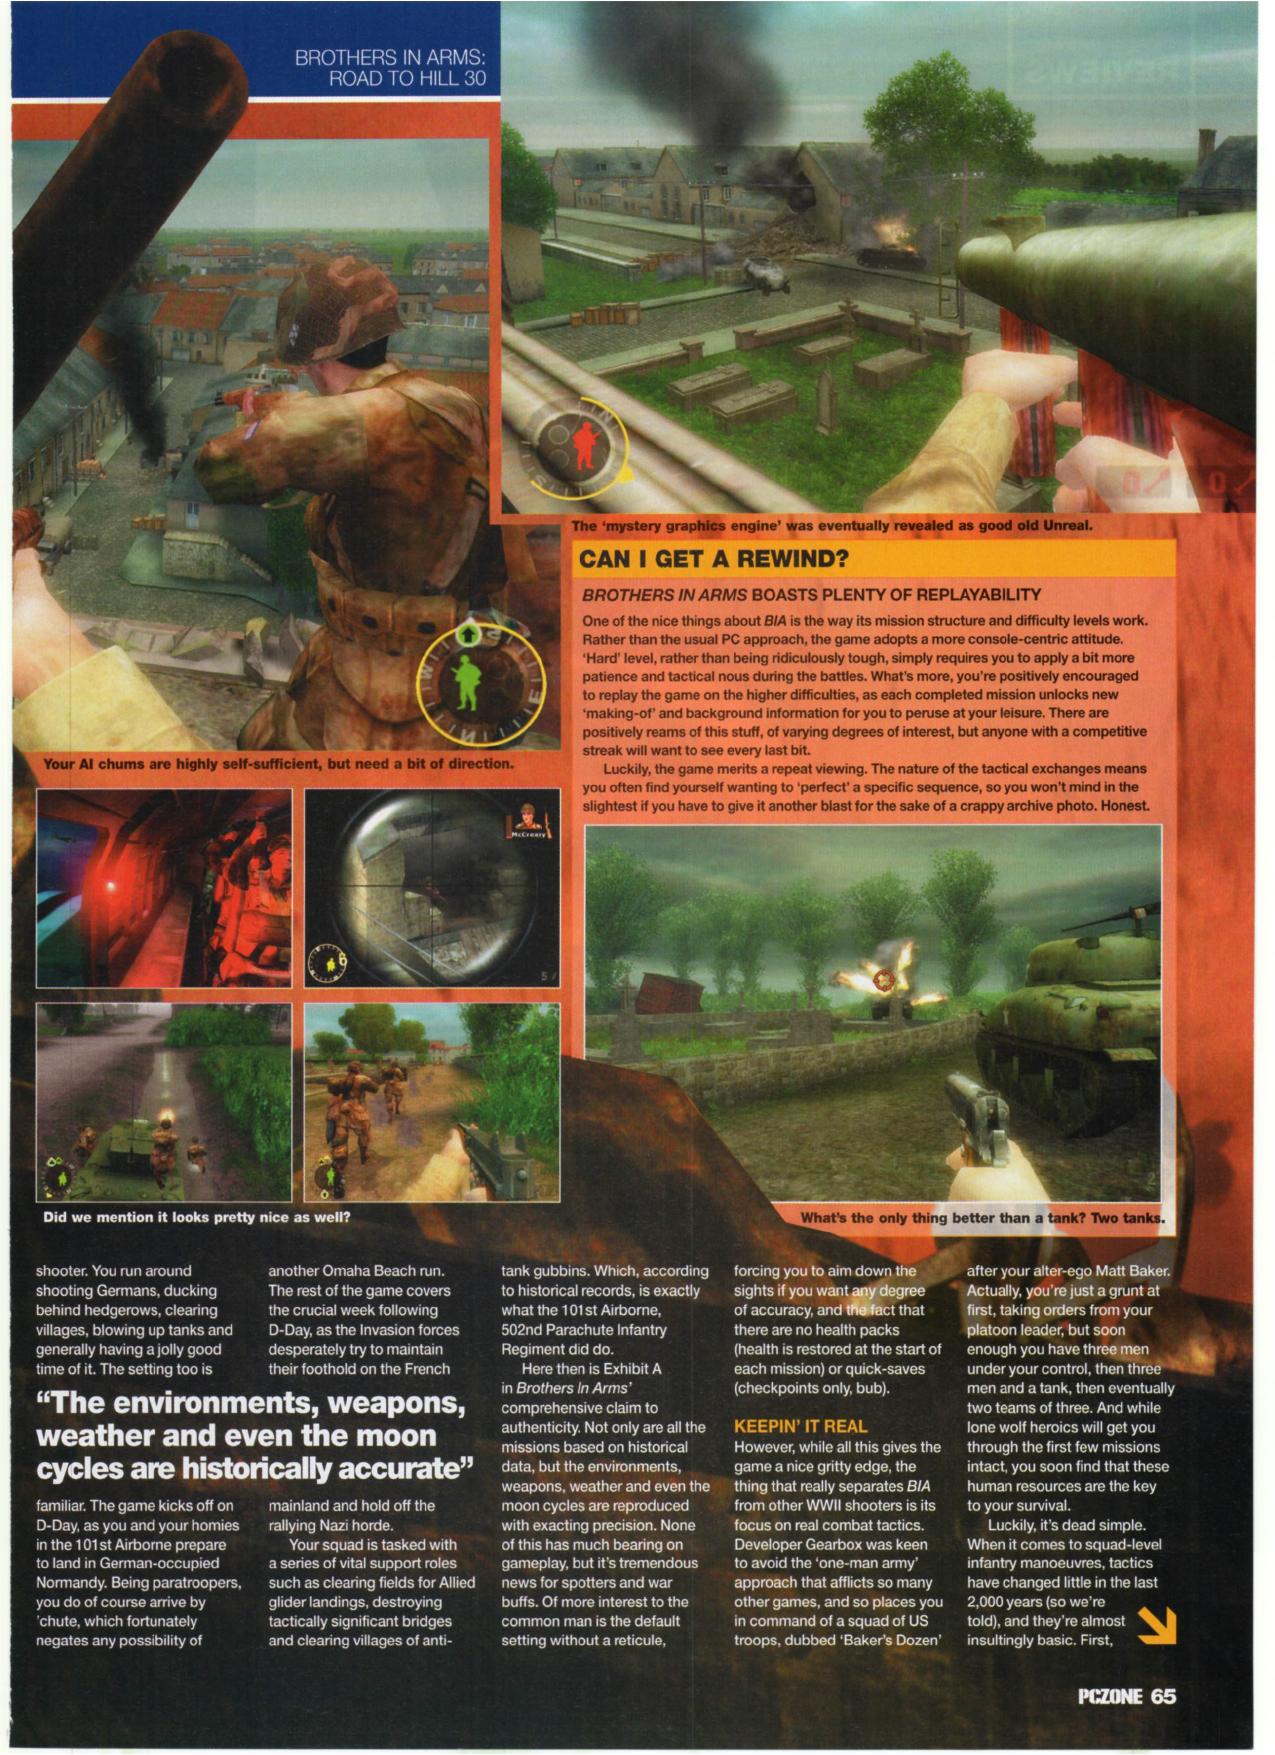 BROTHERS IN ARMS:
ROAD TO HILL 30
The ‘mystery graphics engine’ was eventually revealed as good old Unreal.
CAN I GET A REWIND?
BROTHERS IN ARMS BOASTS PLENTY OF REPLAYABILITY
One of the nice things about BIA is the way its mission structure and difficulty levels work.
Rather than the usual PC approach, the game adopts a more console-centric attitude.
‘Hard’ level, rather than being ridiculously tough, simply requires you to apply a bit more
patience and tactical nous during the battles. What’s more, you’re positively encouraged
to replay the game on the higher difficulties, as each completed mission unlocks new
‘making-of’ and background information for you to peruse at your leisure. There are
positively reams of this stuff, of varying degrees of interest, but anyone with a competitive
streak will want to see every last bit.
Luckily, the game merits a repeat viewing. The nature of the tactical exchanges means
you often find yourself wanting to ‘perfect’ a specific sequence, so you won’t mind in the
slightest if you have to give it another blast for the sake of a crappy archive photo. Honest.
Your AI chums are highly self-sufficient, but need a bit of direction.
McCreary
5 /
Did we mention it looks pretty nice as well?
What’s the only thing better than a tank? Two tanks.
shooter. You run around
shooting Germans, ducking
behind hedgerows, clearing
villages, blowing up tanks and
generally having a jolly good
time of it. The setting too is
“The environments, weapons,
weather and even the moon
cycles are historically accurate”
familiar. The game kicks off on
D-Day, as you and your homies
in the 101st Airborne prepare
to land in German-occupied
Normandy. Being paratroopers,
you do of course arrive by
’chute, which fortunately
negates any possibility of
another Omaha Beach run.
The rest of the game covers
the crucial week following
D-Day, as the Invasion forces
desperately try to maintain
their foothold on the French
mainland and hold off the
rallying Nazi horde.
Your squad is tasked with
a series of vital support roles
such as clearing fields for Allied
glider landings, destroying
tactically significant bridges
and clearing villages of anti-
tank gubbins. Which, according
to historical records, is exactly
what the 101st Airborne,
502nd Parachute Infantry
Regiment did do.
Here then is Exhibit A
in Brothers In Arms’
comprehensive claim to
authenticity. Not only are all the
missions based on historical
data, but the environments,
weapons, weather and even the
moon cycles are reproduced
with exacting precision. None
of this has much bearing on
gameplay, but it’s tremendous
news for spotters and war
buffs. Of more interest to the
common man is the default
setting without a reticule,
forcing you to aim down the
sights if you want any degree
of accuracy, and the fact that
there are no health packs
(health is restored at the start of
each mission) or quick-saves
(checkpoints only, bub).
KEEPIN’ IT REAL
However, while all this gives the
game a nice gritty edge, the
thing that really separates BIA
from other WWII shooters is its
focus on real combat tactics.
Developer Gearbox was keen
to avoid the ‘one-man army’
approach that afflicts so many
other games, and so places you
in command of a squad of US
troops, dubbed ‘Baker’s Dozen’
after your alter-ego Matt Baker.
Actually, you’re just a grunt at
first, taking orders from your
platoon leader, but soon
enough you have three men
under your control, then three
men and a tank, then eventually
two teams of three. And while
lone wolf heroics will get you
through the first few missions
intact, you soon find that these
human resources are the key
to your survival.
Luckily, it’s dead simple.
When it comes to squad-level
infantry manoeuvres, tactics
have changed little in the last
2,000 years (so we’re
told), and they’re almost
insultingly basic. First,
PCZONE 65